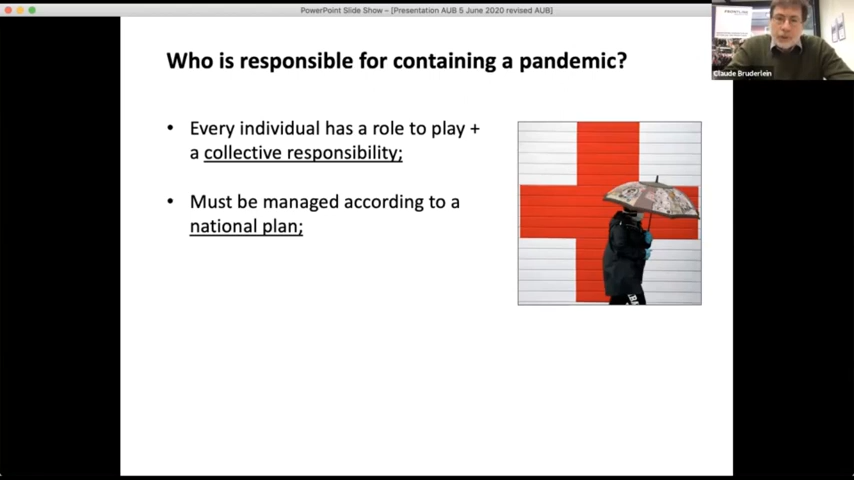 PowerPoint Slide Show – [Presentation AUB 5 June 2020 revised AUB]
Who is responsible for containing a pandemic?
Claude Bruderlein
• Every individual has a role to play +
a collective responsibility;
• Must be managed according to a
national plan;